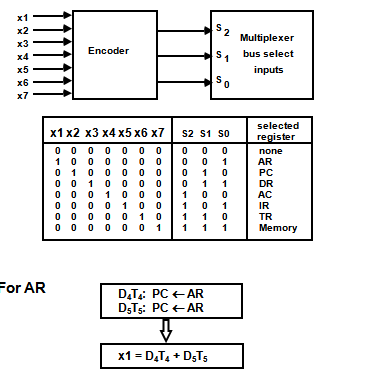 x1
x2
x3
x4
x5
x6
x7
Encoder
S2
S1
S0
Multiplexer
bus select
inputs
x1 x2 x3 x4 x5 x6 x7 S2 S1 S0 selected register
0 0 0 0 0 0 0 0 0 0 none
1 0 0 0 0 0 0 0 0 1 AR
0 1 0 0 0 0 0 0 1 0 PC
0 0 1 0 0 0 0 0 1 1 DR
0 0 0 1 0 0 0 1 0 0 AC
0 0 0 0 1 0 0 1 0 1 IR
0 0 0 0 0 1 0 1 1 0 TR
0 0 0 0 0 0 1 1 1 1 Memory
For AR
D4T4: PC ← AR
D5T5: PC ← AR
x1 = D4T4 + D5T5